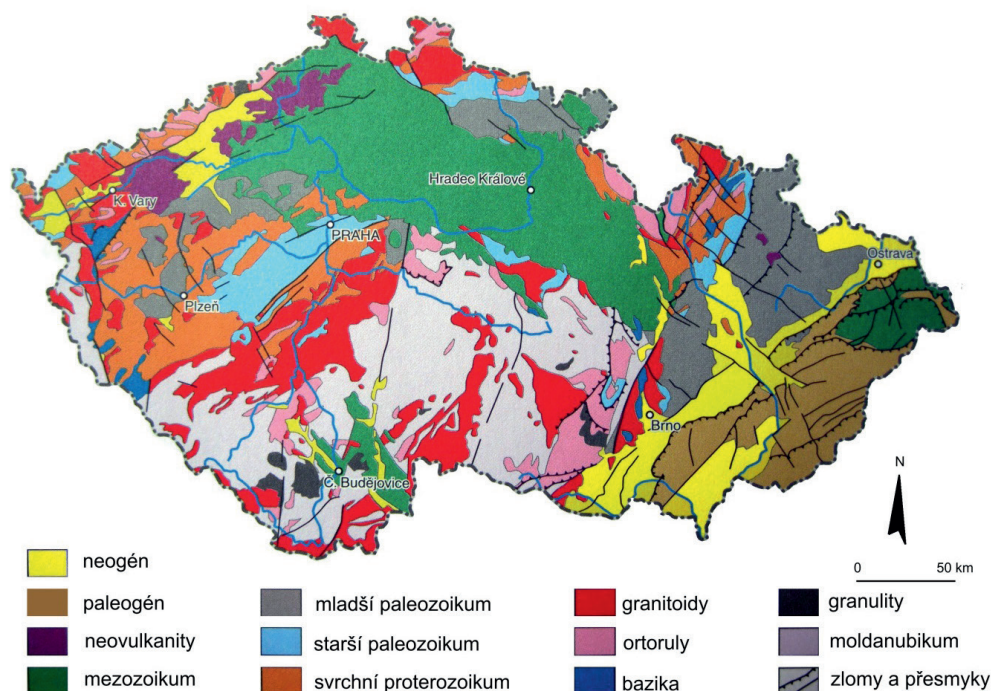 Hradec Králové
K. Vary
PRAHA
Ostrava
Plzeň
Brno
Č. Budějovice
N
0 50 km
neogén
paleogén
neovulkanity
mezozoikum
mladší paleozoikum
starší paleozoikum
svrchní proterozoikum
granitoidy
ortoruly
bazika
granulity
moldanubikum
zlomy a přesmyky